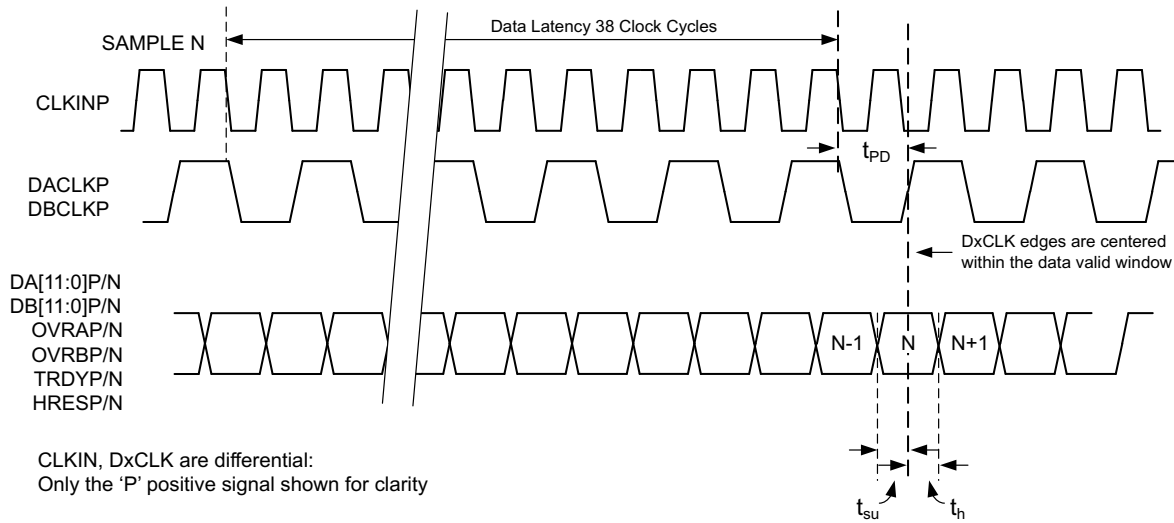 Data Latency 38 Clock Cycles
SAMPLE N
CLKINP
tPD
DACLKP
DBCLKP
DxCLK edges are centered
within the data valid window
DA[11:0]P/N
DB[11:0]P/N
OVRAP/N
OVRBP/N
TRDYP/N
HRESP/N
N-1 N N+1
CLKIN, DxCLK are differential:
Only the ‘P’ positive signal shown for clarity
tsu th